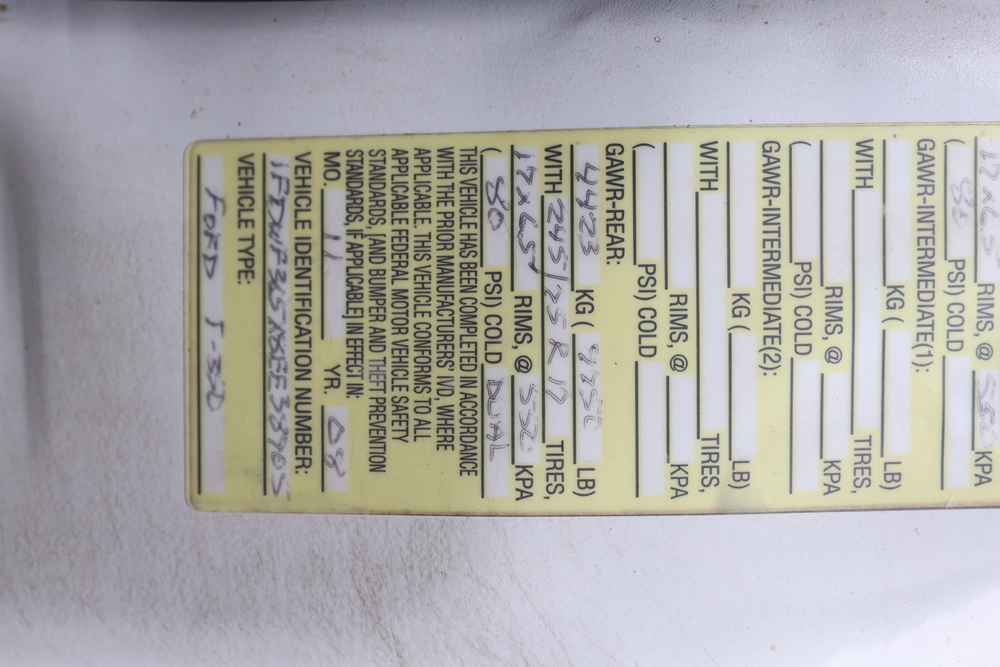 17x6.5 RIMS, @ 550
( 80 PSI) COLD
GAWR-INTERMEDIATE(1):
KG ( LB)
WITH TIRES,
RIMS, @ KPA
( PSI) COLD
GAWR-INTERMEDIATE(2):
KG ( LB)
WITH TIRES,
RIMS, @ KPA
( PSI) COLD
GAWR-REAR:
4423 KG ( 9750 LB)
WITH 245/75 R 17 TIRES,
17x6.5 RIMS, @ 550 KPA
( 80 PSI) COLD DUAL
THIS VEHICLE HAS BEEN COMPLETED IN ACCORDANCE
WITH THE PRIOR MANUFACTURERS' IVD, WHERE
APPLICABLE. THIS VEHICLE CONFORMS TO ALL
APPLICABLE FEDERAL MOTOR VEHICLE SAFETY
STANDARDS, [AND BUMPER AND THEFT PREVENTION
STANDARDS, IF APPLICABLE] IN EFFECT IN:
MO. 11 YR. 08
VEHICLE IDENTIFICATION NUMBER:
VEHICLE TYPE:
FORD